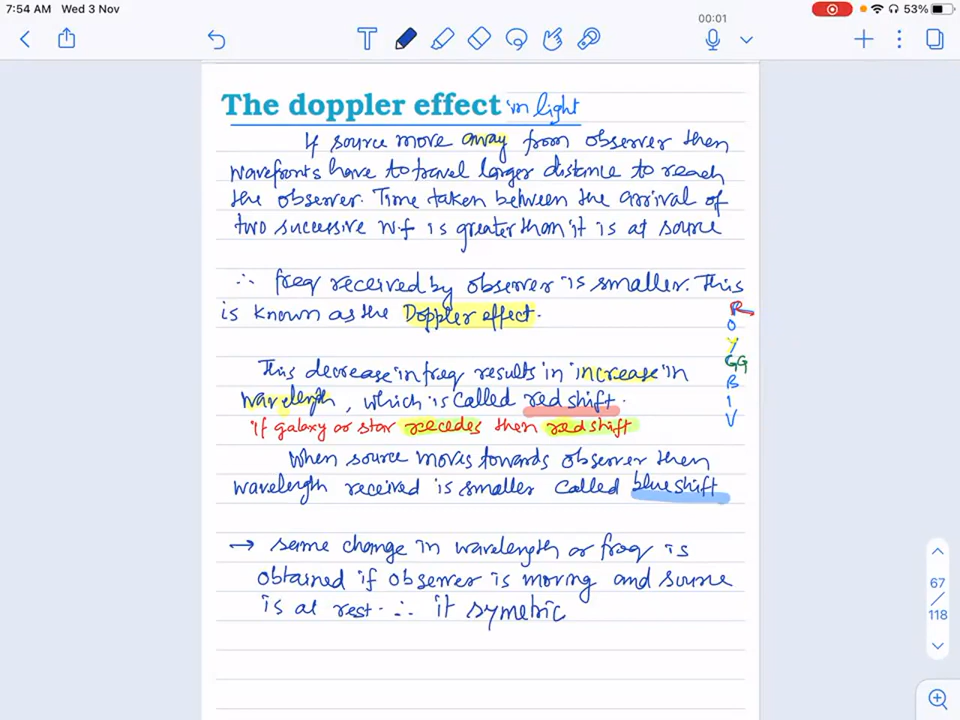 7:54 AM Wed 3 Nov
53%
00:01
The doppler effect in light
If source move away from observer then
wavefronts have to travel larger distance to reach
the observer. Time taken between the arrival of
two successive w.f is greater than it is at source
∴ freq received by observer is smaller. This
is known as the Doppler effect.
R
O
Y
G
B
I
V
This decrease in freq results in increase in
wavelength, which is called red shift.
if galaxy or star recedes then red shift
When source moves towards observer then
wavelength received is smaller called blue shift
→ same change in wavelength or freq is
obtained if observer is moving and source
is at rest. ∴ it symetric
67
/
118